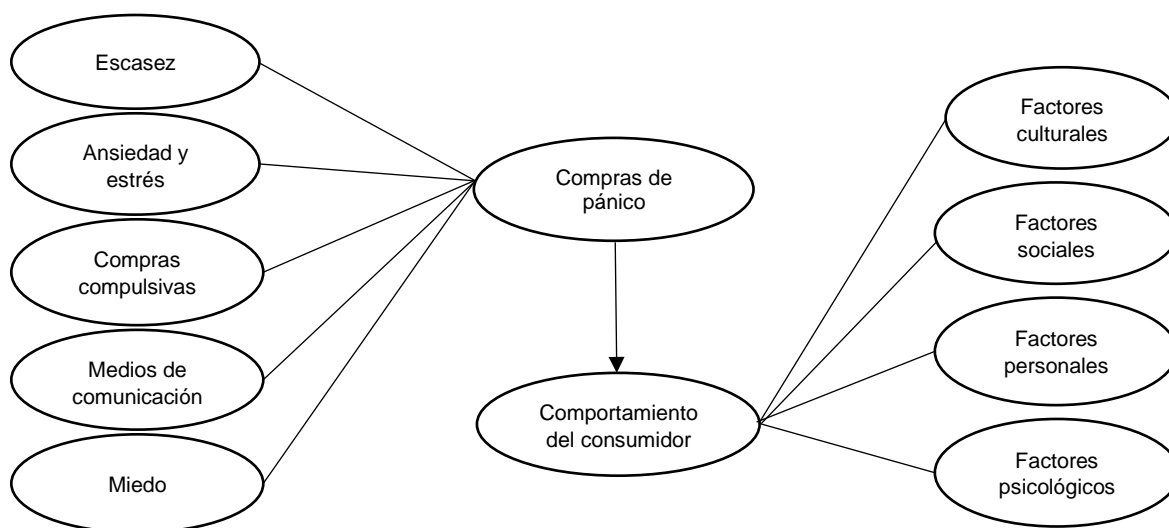 Escasez
Ansiedad y
estrés
Compras
compulsivas
Medios de
comunicación
Miedo
Compras de
pánico
Comportamiento
del consumidor
Factores
culturales
Factores
sociales
Factores
personales
Factores
psicológicos